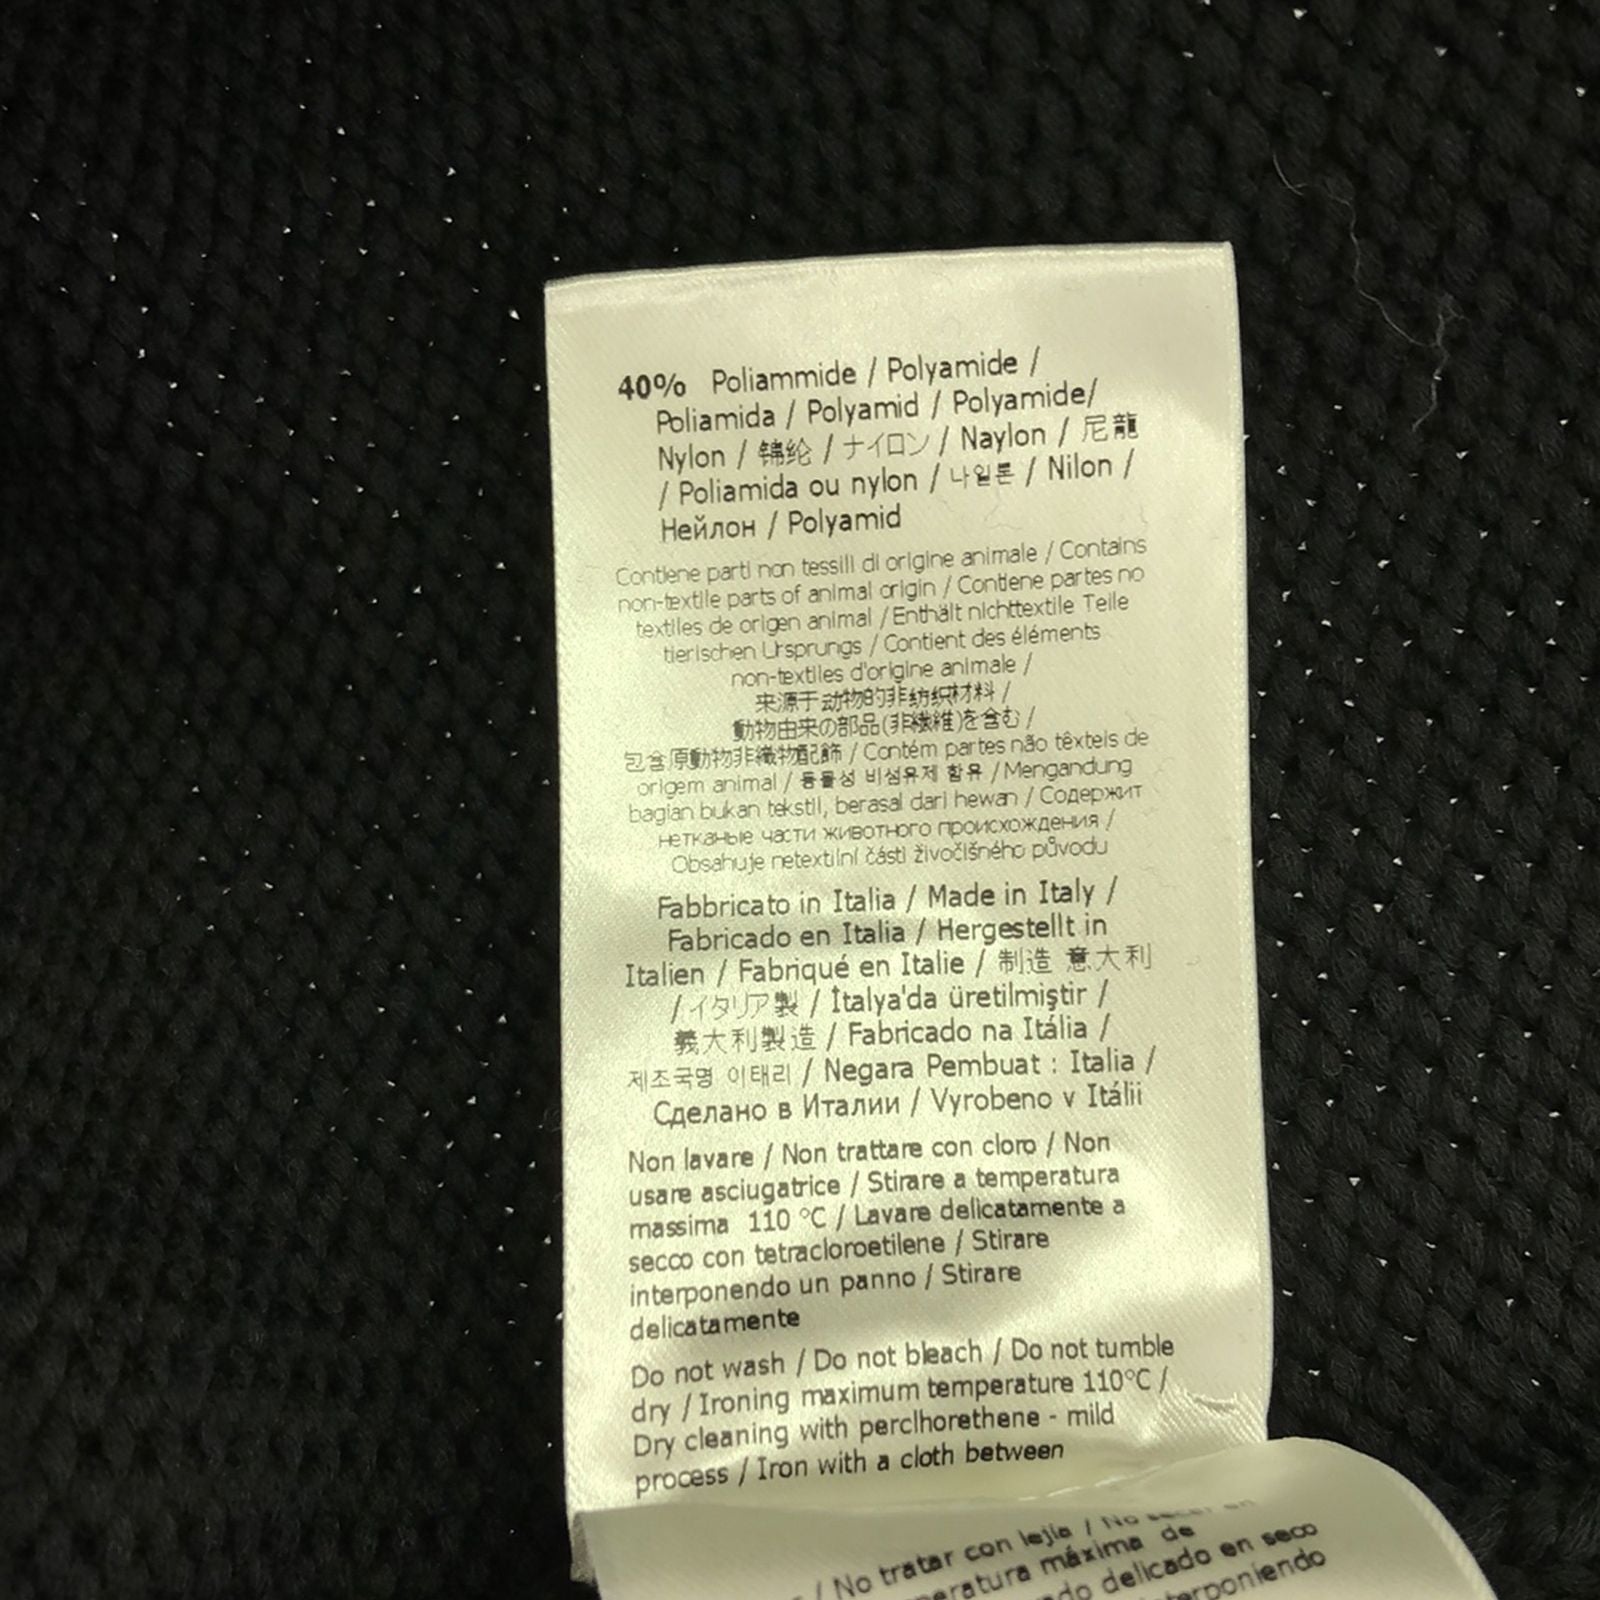 40% Poliammide / Polyamide /
Poliamida / Polyamid / Polyamide/
Nylon / 锦纶 / ナイロン / Naylon / 尼龍
/ Poliamida ou nylon / 나일론 / Nilon /
Нейлон / Polyamid
Contiene parti non tessili di origine animale / Contains
non-textile parts of animal origin / Contiene partes no
textiles de origen animal / Enthält nichttextile Teile
tierischen Ursprungs / Contient des éléments
non-textiles d'origine animale /
来源于动物的非纺织材料 /
動物由来の部品(非繊維)を含む /
包含原動物非織物配飾 / Contém partes não têxteis de
origem animal / 동물성 비섬유제 함유 / Mengandung
bagian bukan tekstil, berasal dari hewan / Содержит
нетканые части животного происхождения /
Obsahuje netextilní části živočišného původu
Fabbricato in Italia / Made in Italy /
Fabricado en Italia / Hergestellt in
Italien / Fabriqué en Italie / 制造 意大利
/ イタリア製 / İtalya'da üretilmiştir /
義大利製造 / Fabricado na Itália /
제조국명 이태리 / Negara Pembuat : Italia /
Сделано в Италии / Vyrobeno v Itálii
Non lavare / Non trattare con cloro / Non
usare asciugatrice / Stirare a temperatura
massima 110 °C / Lavare delicatamente a
secco con tetracloroetilene / Stirare
interponendo un panno / Stirare
delicatamente
Do not wash / Do not bleach / Do not tumble
dry / Ironing maximum temperature 110°C /
Dry cleaning with perclhorethene - mild
process / Iron with a cloth between
/ No tratar con lejía / No secar en
máxima de
delicado en seco
interponiendo